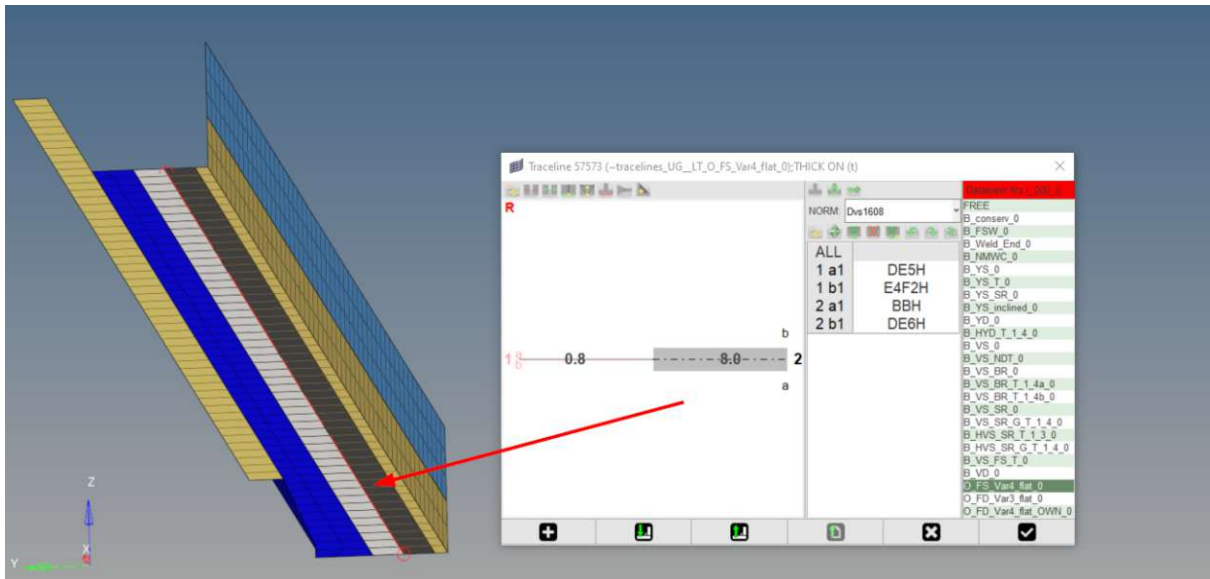 Traceline 57573 (~tracelines_UG__LT_O_FS_Var4_flat_0);THICK ON (t)
R
NORM: Dvs1608
ALL
1 a1 DE5H
1 b1 E4F2H
2 a1 BBH
2 b1 DE6H
b
1 0.8 8.0 2
a
FREE
B_conserv_0
B_FSW_0
B_Weld_End_0
B_NMWC_0
B_YS_0
B_YS_T_0
B_YS_SR_0
B_YS_inclined_0
B_YD_0
B_HYD_T_1_4_0
B_VS_0
B_VS_NDT_0
B_VS_BR_0
B_VS_BR_T_1_4a_0
B_VS_BR_T_1_4b_0
B_VS_SR_0
B_VS_SR_G_T_1_4_0
B_HVS_SR_T_1_3_0
B_HVS_SR_G_T_1_4_0
B_VS_FS_T_0
B_VD_0
O_FS_Var4_flat_0
O_FD_Var3_flat_0
O_FD_Var4_flat_OWN_0
Z
X
Y